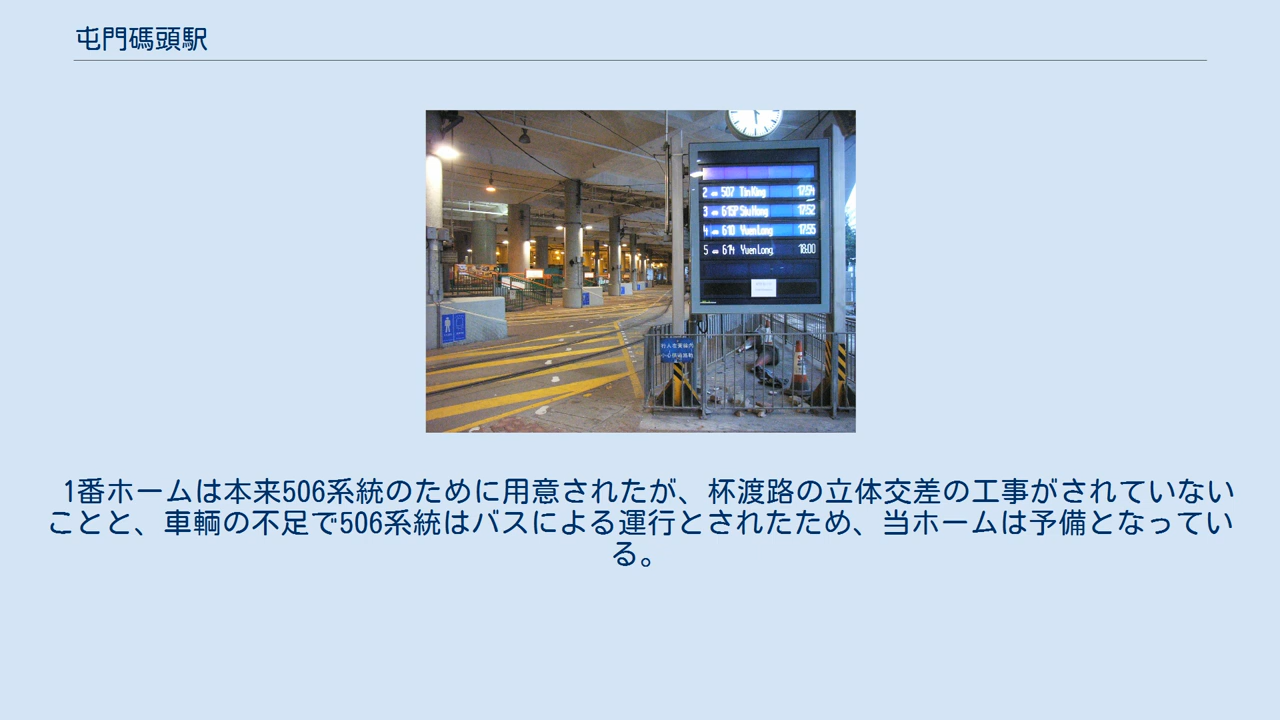 屯門碼頭駅
2 507 Tin King 17:54
3 615P Siu Hong 17:52
4 610 Yuen Long 17:55
5 614 Yuen Long 18:00
1番ホームは本来506系統のために用意されたが、杯渡路の立体交差の工事がされていない
ことと、車輌の不足で506系統はバスによる運行とされたため、当ホームは予備となってい
る。